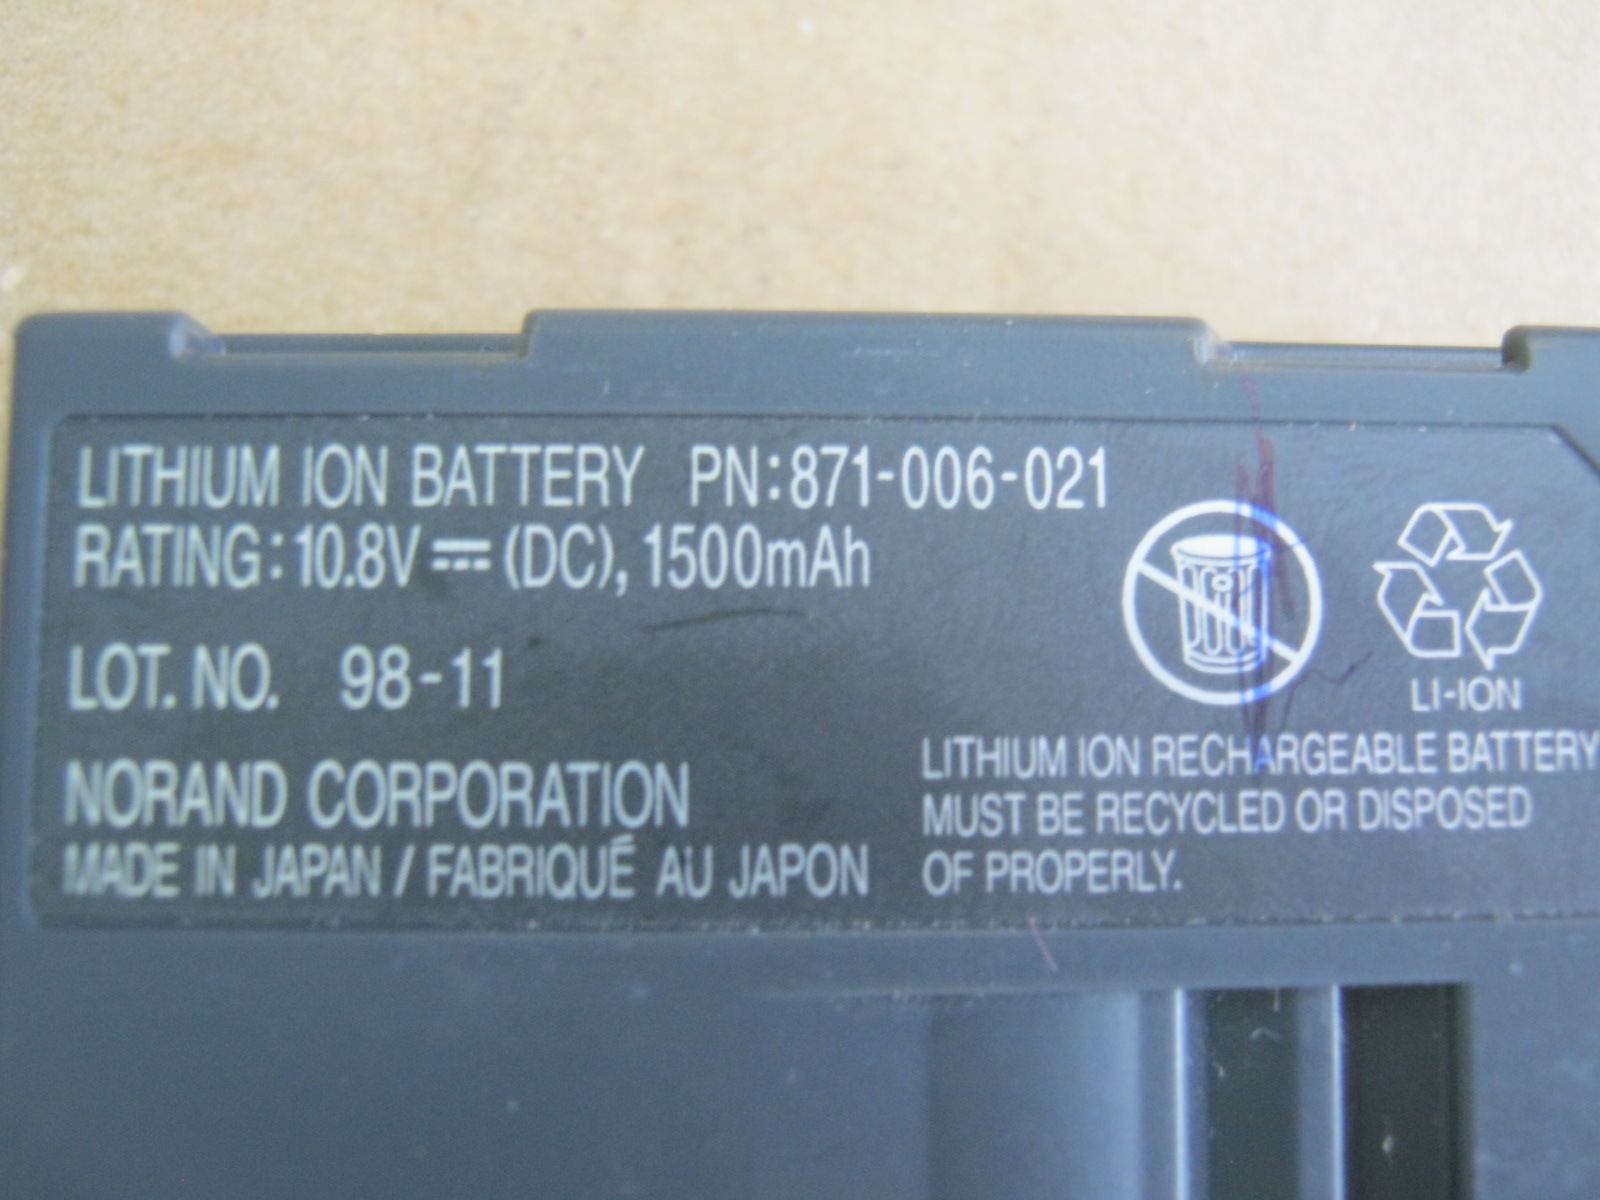 LITHIUM ION BATTERY PN:871-006-021
RATING:10.8V ⎓ (DC), 1500mAh
LOT. NO. 98-11
NORAND CORPORATION
MADE IN JAPAN / FABRIQUÉ AU JAPON
LI-ION
LITHIUM ION RECHARGEABLE BATTERY
MUST BE RECYCLED OR DISPOSED
OF PROPERLY.